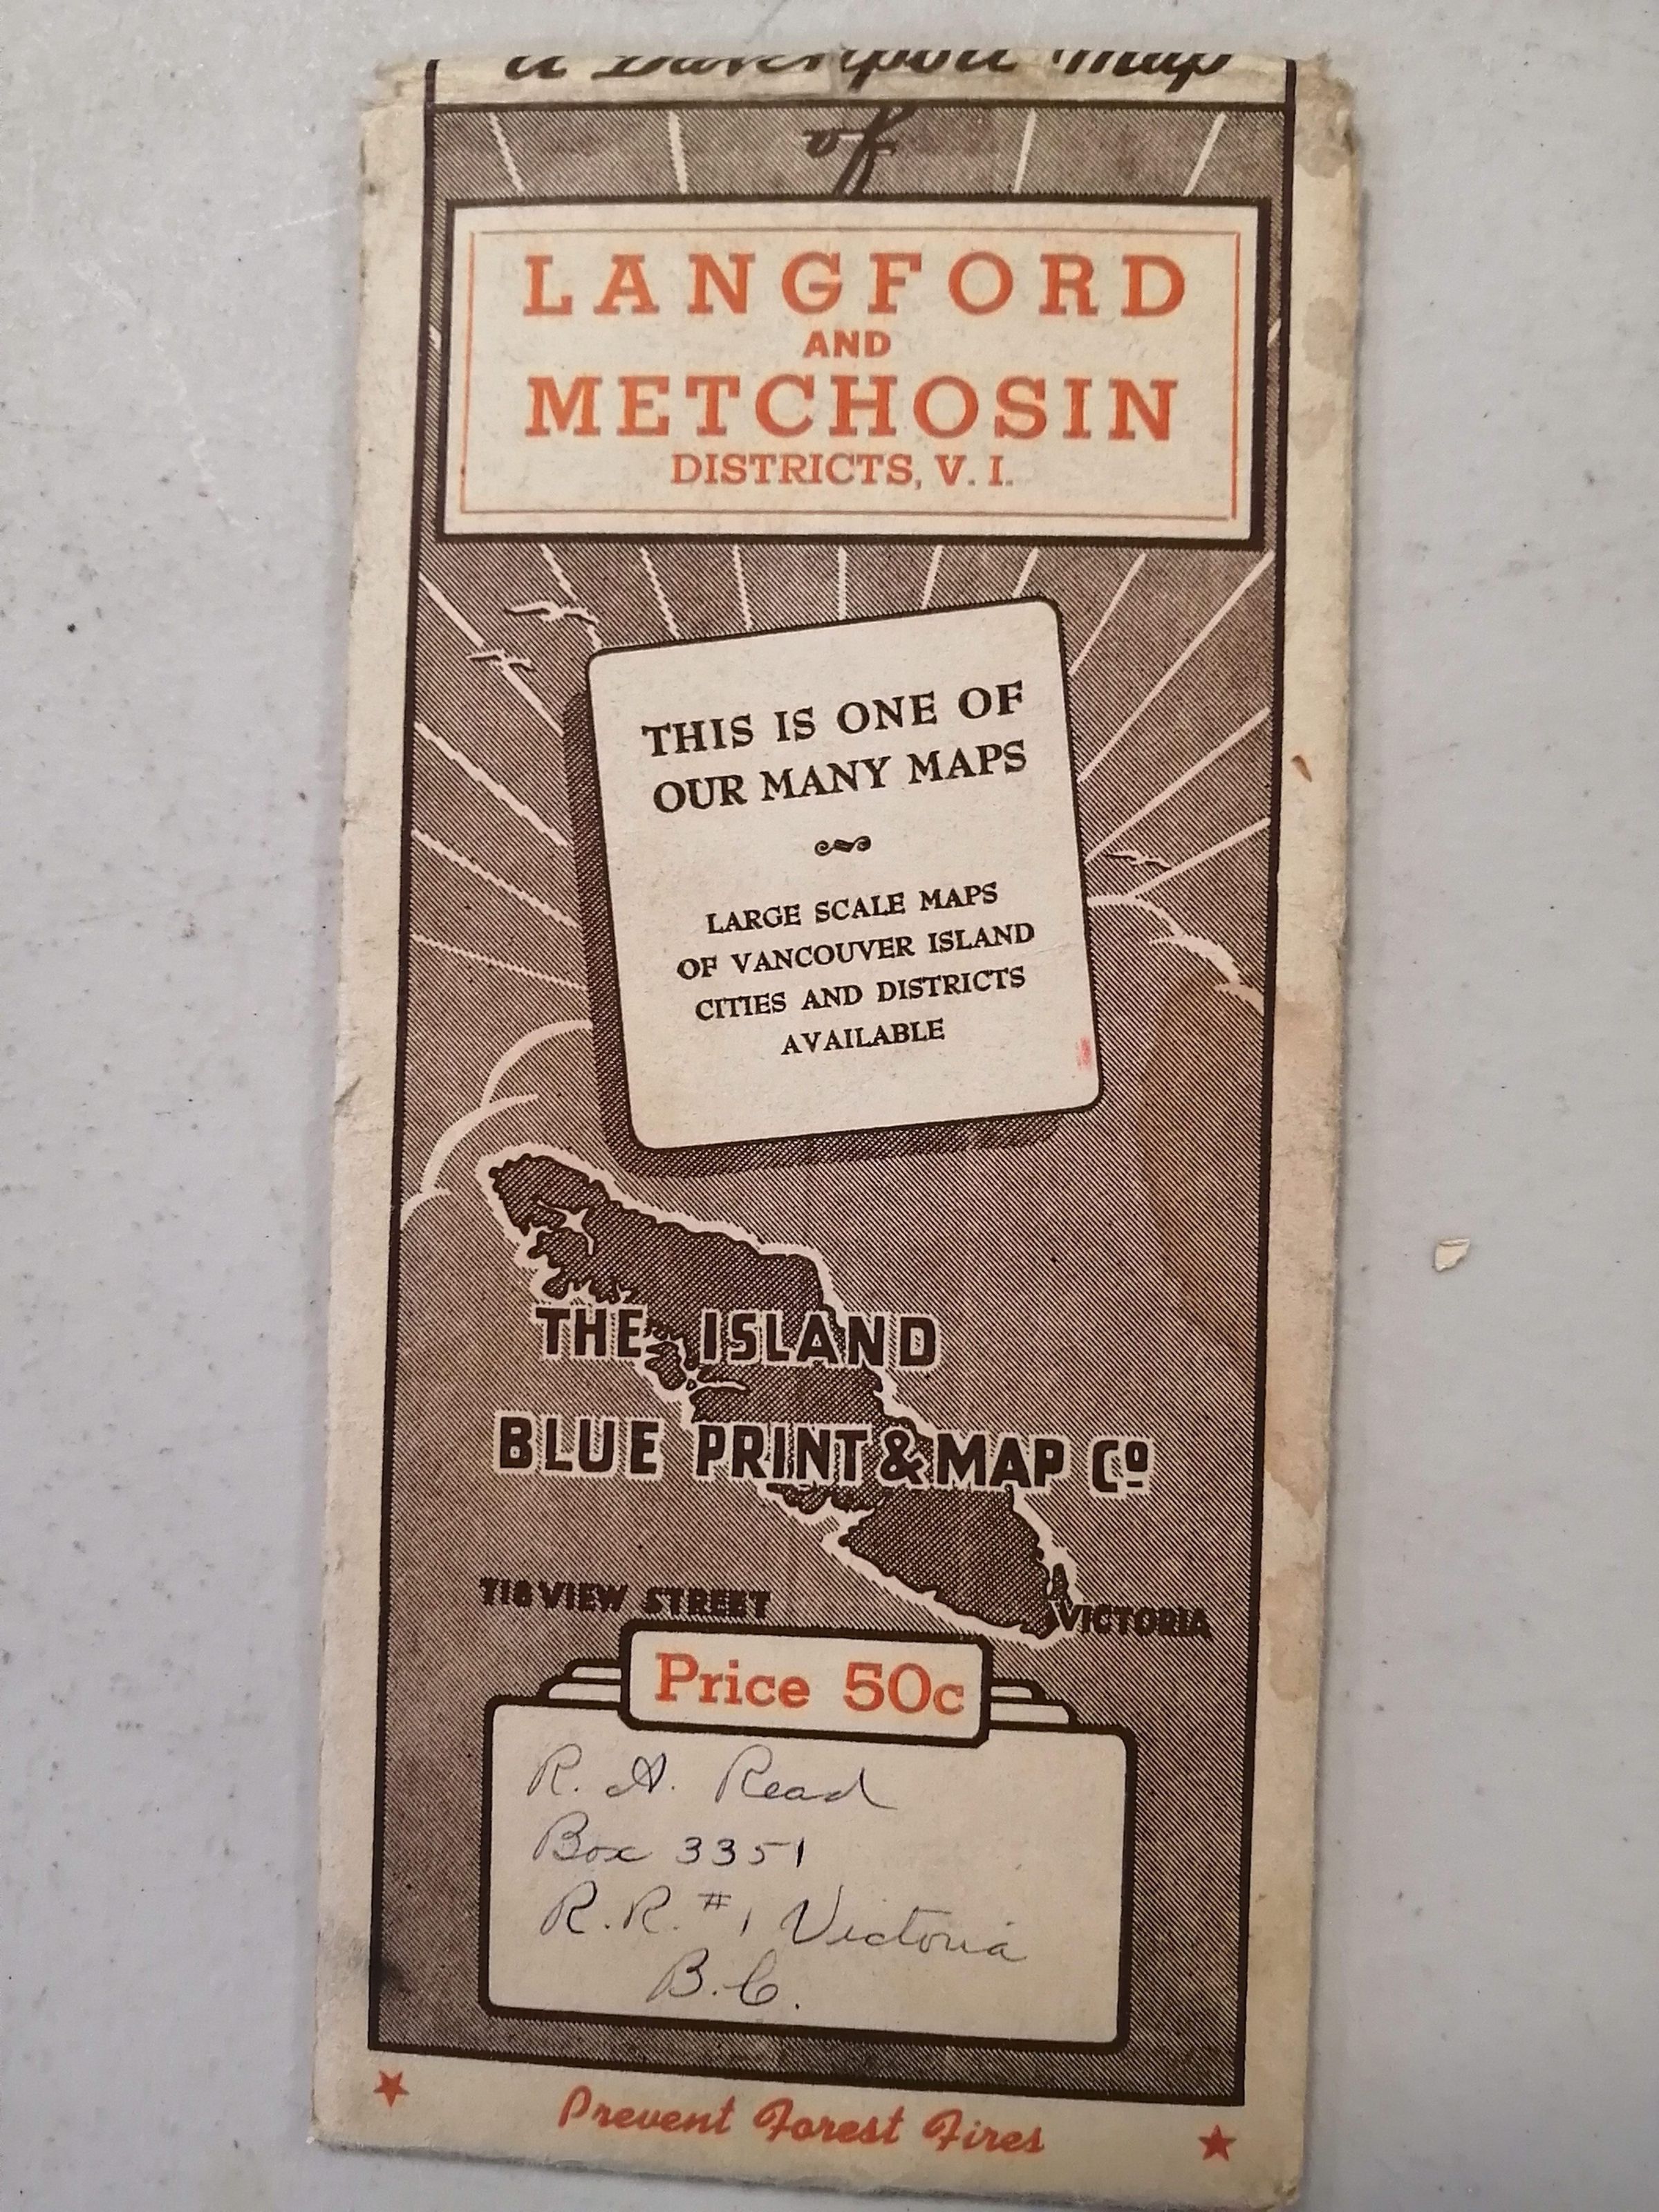 a Davenport Map
of
LANGFORD
AND
METCHOSIN
DISTRICTS, V. I.
THIS IS ONE OF
OUR MANY MAPS
LARGE SCALE MAPS
OF VANCOUVER ISLAND
CITIES AND DISTRICTS
AVAILABLE
THE ISLAND
BLUE PRINT & MAP Cº
VIEW STREET
VICTORIA
Price 50c
R. A. Read
Box 3351
R.R. #1 Victoria
B.C.
Prevent Forest Fires